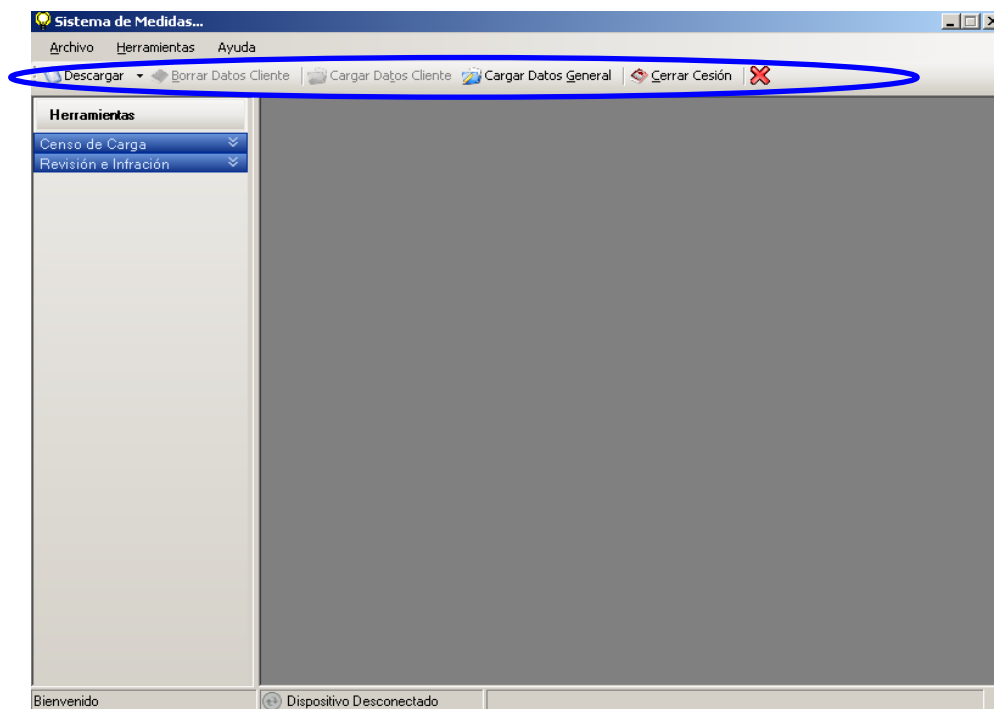 Sistema de Medidas...
Archivo Herramientas Ayuda
Descargar Borrar Datos Cliente Cargar Datos Cliente Cargar Datos General Cerrar Cesión
Herramientas
Censo de Carga
Revisión e Infración
Bienvenido Dispositivo Desconectado